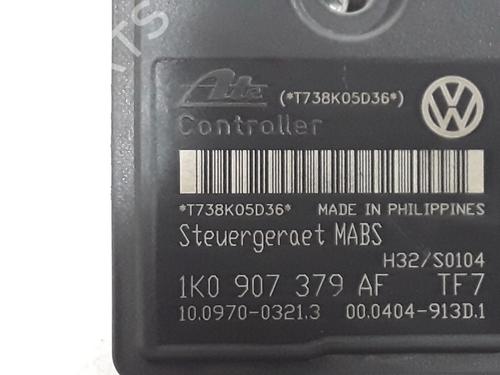 Ate (*T738K05D36*)
Controller
*T738K05D36* MADE IN PHILIPPINES
Steuergeraet MABS
H32/S0104
1K0 907 379 AF TF7
10.0970-0321.3 00.0404-913D.1